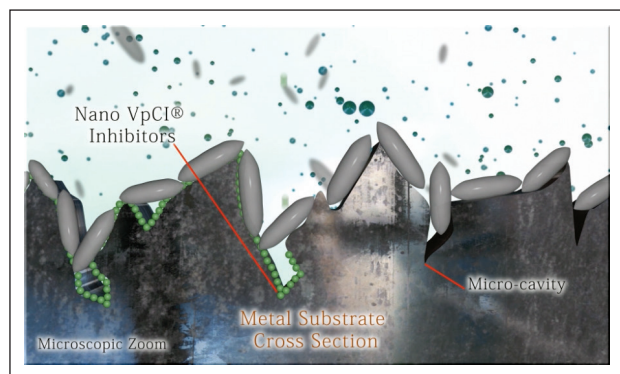 Nano VpCI®
Inhibitors
Micro-cavity
Metal Substrate
Cross Section
Microscopic Zoom